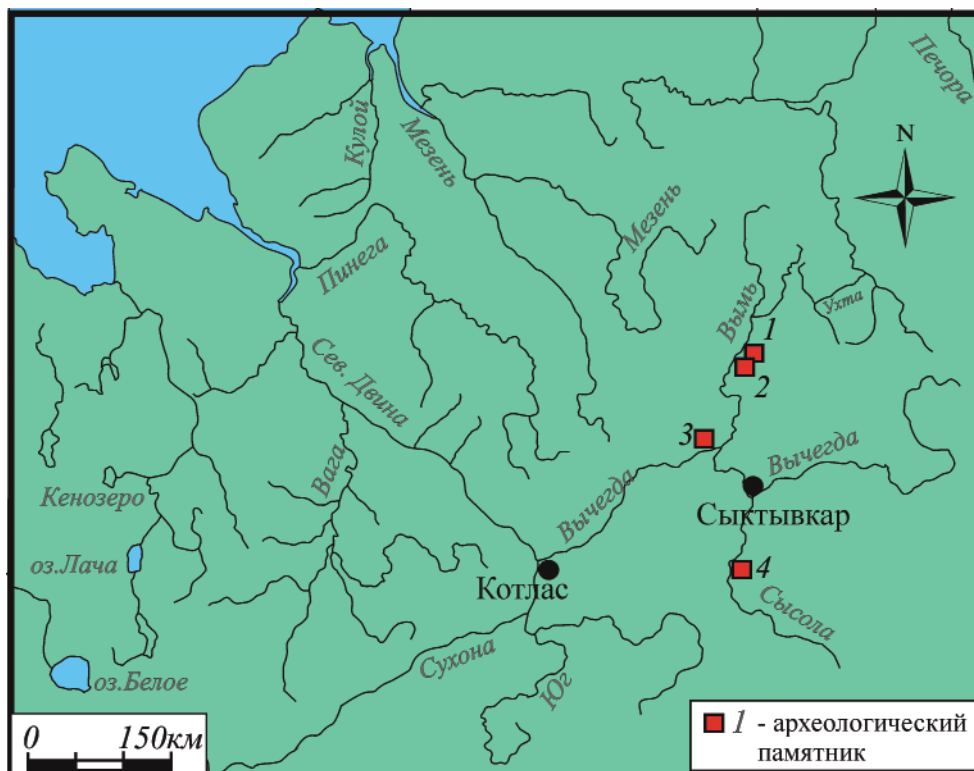 Печора
N
Кулой
Мезень
Мезень
Пинега
Вымь
Ухта
1
2
Сев. Двина
3
Вычегда
Вага
Кенозеро
Вычегда
Сыктывкар
оз.Лача
Котлас
4
Сысола
Сухона
оз.Белое
Юг
0 150км
1 - археологический
памятник